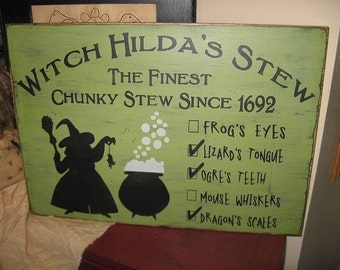 Witch Hilda's Stew
The Finest
Chunky Stew Since 1692
Frog's Eyes
Lizard's Tongue
Ogre's Teeth
Mouse Whiskers
Dragon's Scales